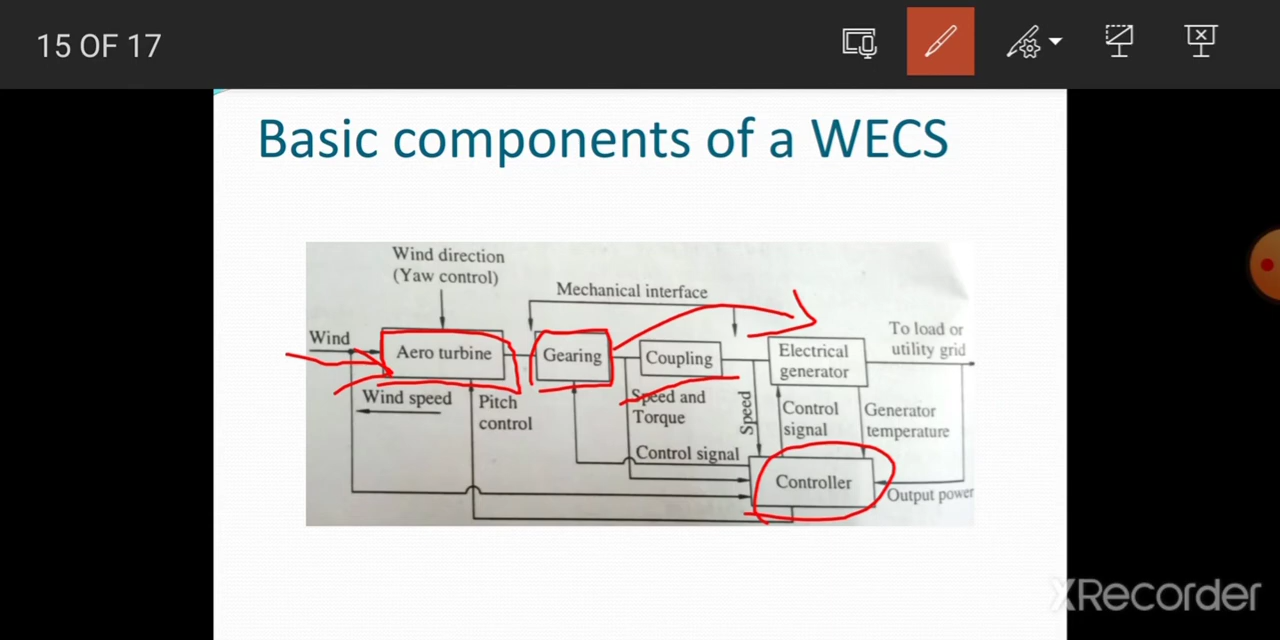 15 OF 17
Basic components of a WECS
Wind direction
(Yaw control)
Mechanical interface
Wind
Aero turbine
Gearing
Coupling
Electrical
generator
To load or
utility grid
Wind speed
Pitch
control
Speed and
Torque
Speed
Control
signal
Generator
temperature
Control signal
Controller
Output power
XRecorder